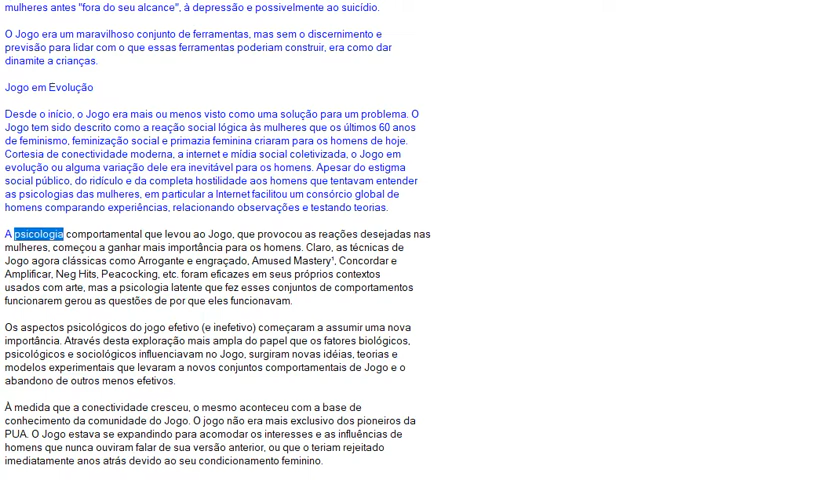 mulheres antes "fora do seu alcance", à depressão e possivelmente ao suicídio.
O Jogo era um maravilhoso conjunto de ferramentas, mas sem o discernimento e
previsão para lidar com o que essas ferramentas poderiam construir, era como dar
dinamite a crianças.
Jogo em Evolução
Desde o início, o Jogo era mais ou menos visto como uma solução para um problema. O
Jogo tem sido descrito como a reação social lógica às mulheres que os últimos 60 anos
de feminismo, feminização social e primazia feminina criaram para os homens de hoje.
Cortesia de conectividade moderna, a internet e mídia social coletivizada, o Jogo em
evolução ou alguma variação dele era inevitável para os homens. Apesar do estigma
social público, do ridículo e da completa hostilidade aos homens que tentavam entender
as psicologias das mulheres, em particular a Internet facilitou um consórcio global de
homens comparando experiências, relacionando observações e testando teorias.
A psicologia comportamental que levou ao Jogo, que provocou as reações desejadas nas
mulheres, começou a ganhar mais importância para os homens. Claro, as técnicas de
Jogo agora clássicas como Arrogante e engraçado, Amused Mastery¹, Concordar e
Amplificar, Neg Hits, Peacocking, etc. foram eficazes em seus próprios contextos
usados com arte, mas a psicologia latente que fez esses conjuntos de comportamentos
funcionarem gerou as questões de por que eles funcionavam.
Os aspectos psicológicos do jogo efetivo (e inefetivo) começaram a assumir uma nova
importância. Através desta exploração mais ampla do papel que os fatores biológicos,
psicológicos e sociológicos influenciavam no Jogo, surgiram novas idéias, teorias e
modelos experimentais que levaram a novos conjuntos comportamentais de Jogo e o
abandono de outros menos efetivos.
À medida que a conectividade cresceu, o mesmo aconteceu com a base de
conhecimento da comunidade do Jogo. O jogo não era mais exclusivo dos pioneiros da
PUA. O Jogo estava se expandindo para acomodar os interesses e as influências de
homens que nunca ouviram falar de sua versão anterior, ou que o teriam rejeitado
imediatamente anos atrás devido ao seu condicionamento feminino.